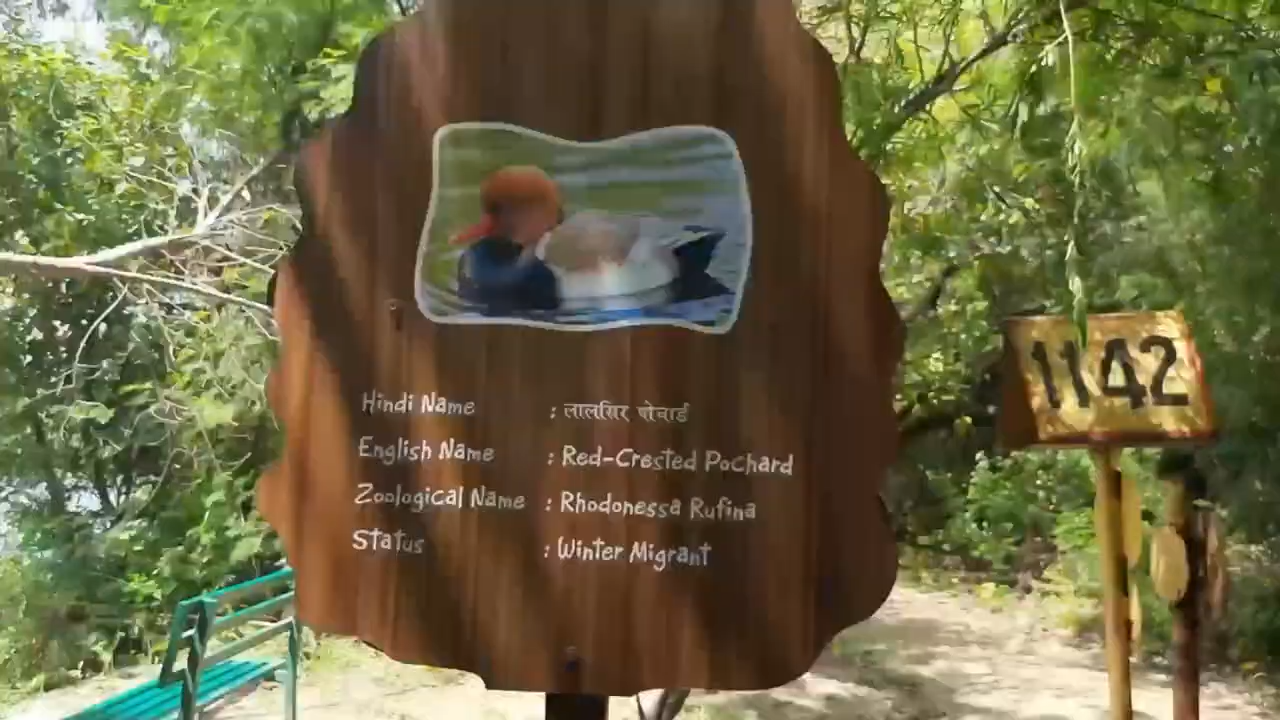 Hindi Name : लालसिर पोचार्ड
English Name : Red-Crested Pochard
Zoological Name : Rhodonessa Rufina
Status : Winter Migrant
1142